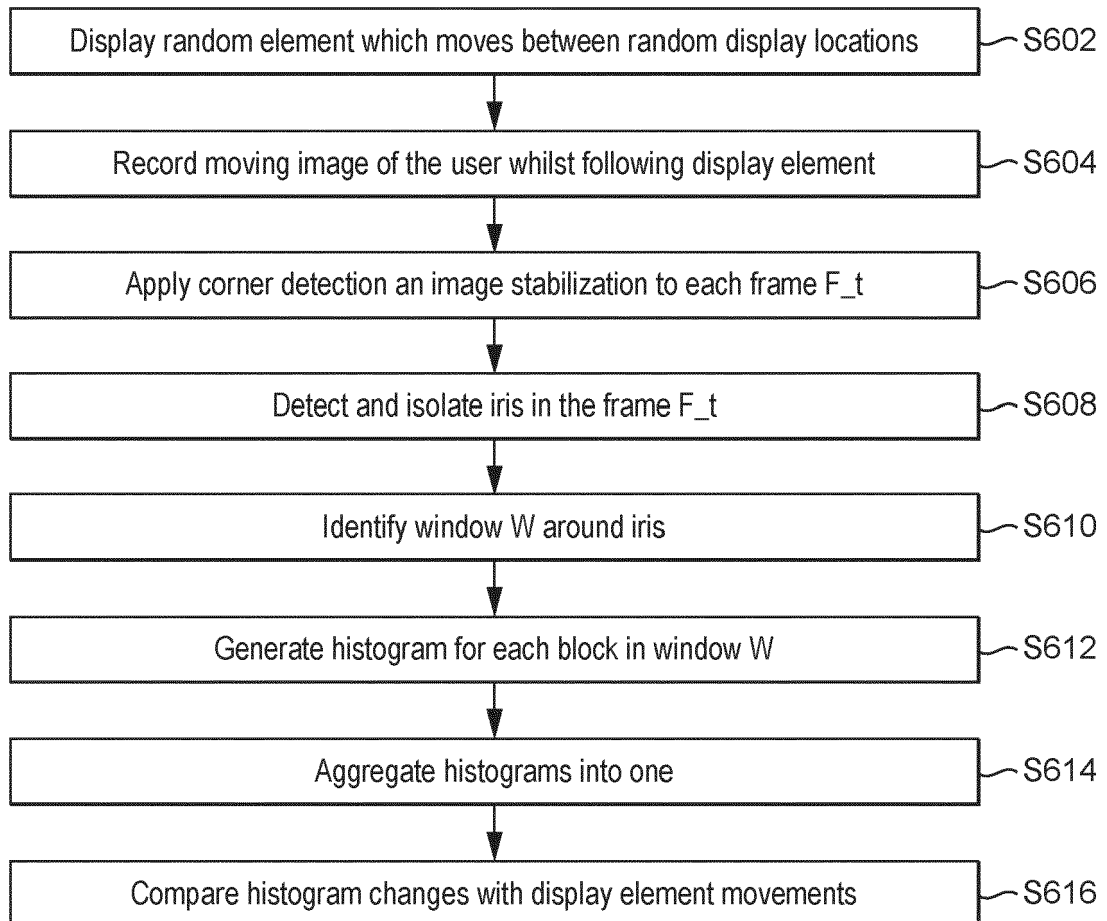 Display random element which moves between random display locations S602
Record moving image of the user whilst following display element S604
Apply corner detection an image stabilization to each frame F_t S606
Detect and isolate iris in the frame F_t S608
Identify window W around iris S610
Generate histogram for each block in window W S612
Aggregate histograms into one S614
Compare histogram changes with display element movements S616